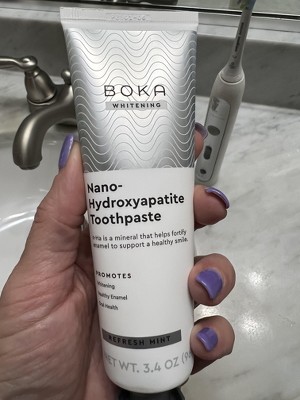 BOKA
WHITENING
Nano-
Hydroxyapatite
Toothpaste
is a mineral that helps fortify
enamel to support a healthy smile.
PROMOTES
Whitening
Healthy Enamel
Health
REFRESH MINT
NET WT. 3.4 OZ